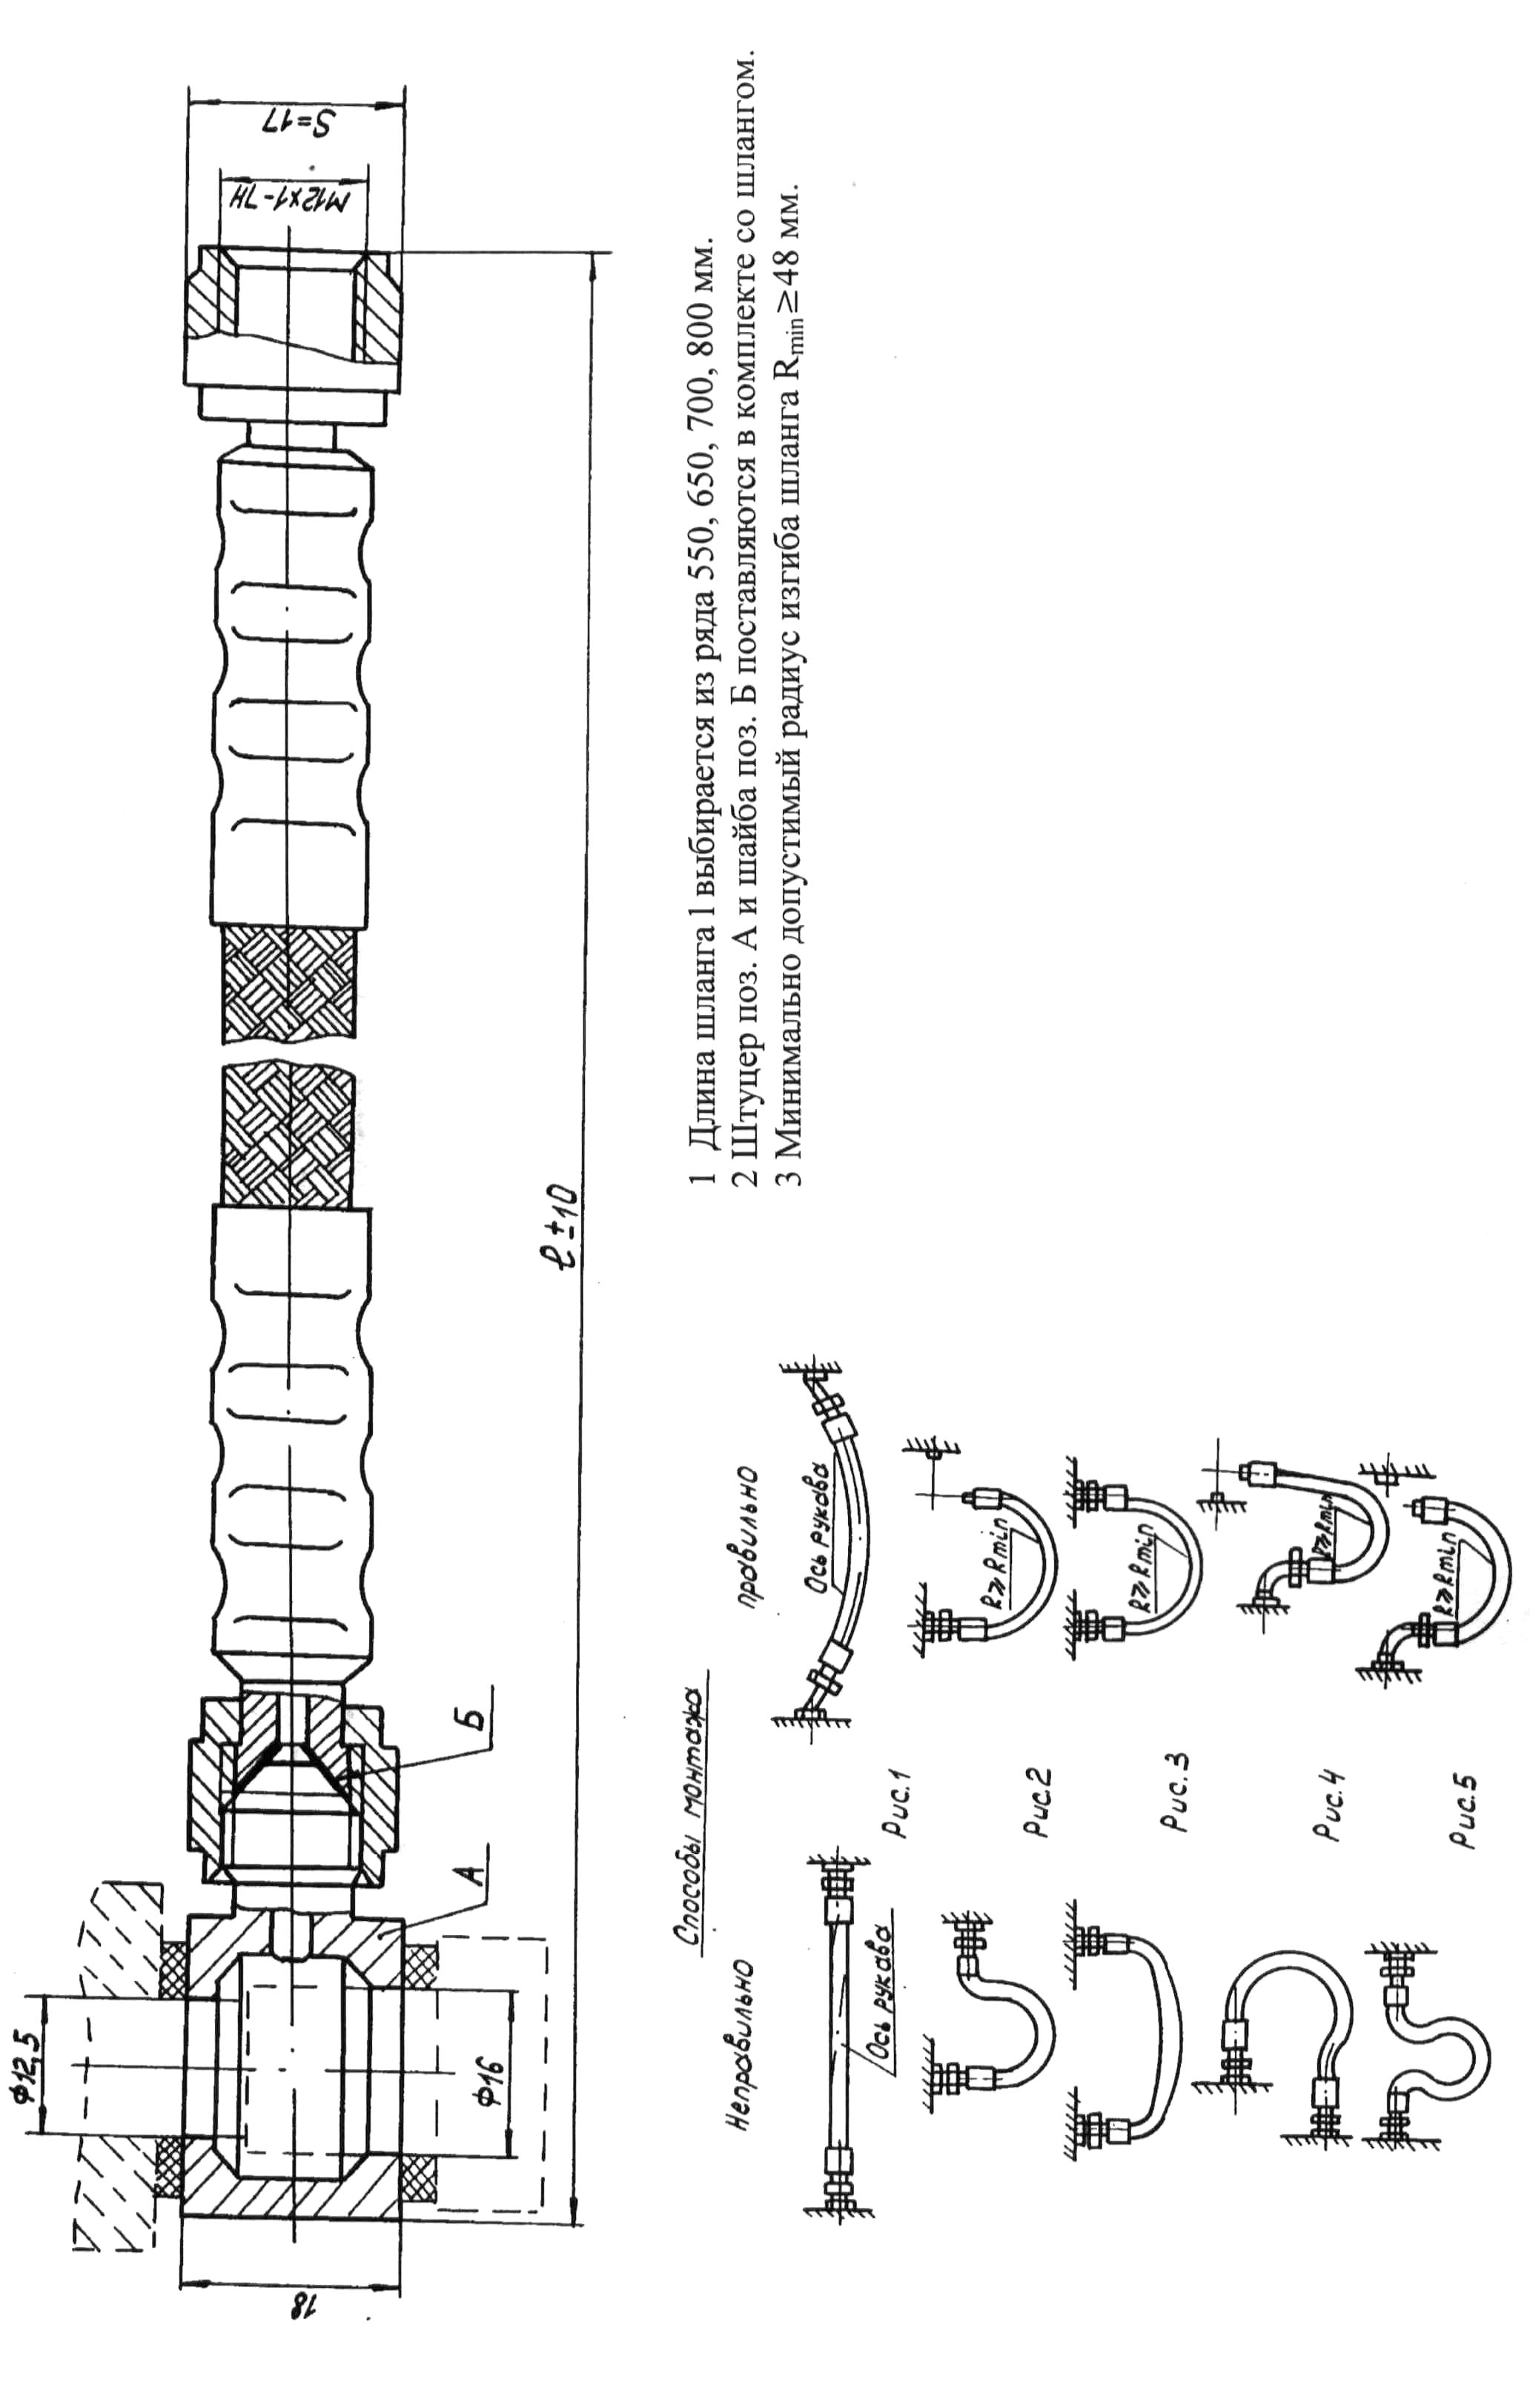 S=17
М12х1-7Н
ф12,5
ф16
18
А
Б
ℓ±10
1 Длина шланга l выбирается из ряда 550, 650, 700, 800 мм.
2 Штуцер поз. А и шайба поз. Б поставляются в комплекте со шлангом.
3 Минимально допустимый радиус изгиба шланга Rmin≥48 мм.
Способы монтажа
Неправильно
правильно
Ось рукава
Рис.1
Ось рукава
Рис.2
R≥Rmin
Рис.3
R≥Rmin
Рис.4
R≥Rmin
Рис.5
R≥Rmin